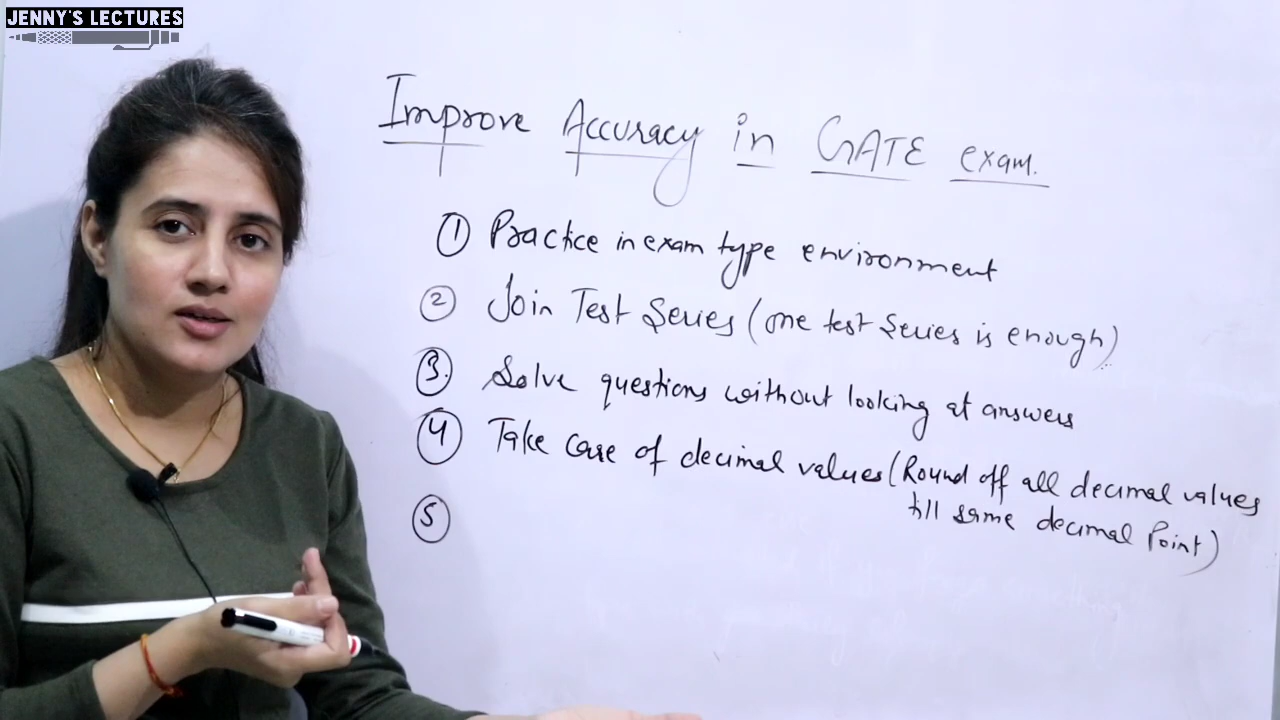 JENNY'S LECTURES
Improve Accuracy in GATE exam.
① Practice in exam type environment
② Join Test Series (one test series is enough)
③. Solve questions without looking at answers
④ Take care of decimal values (Round off all decimal values
till same decimal Point)
⑤